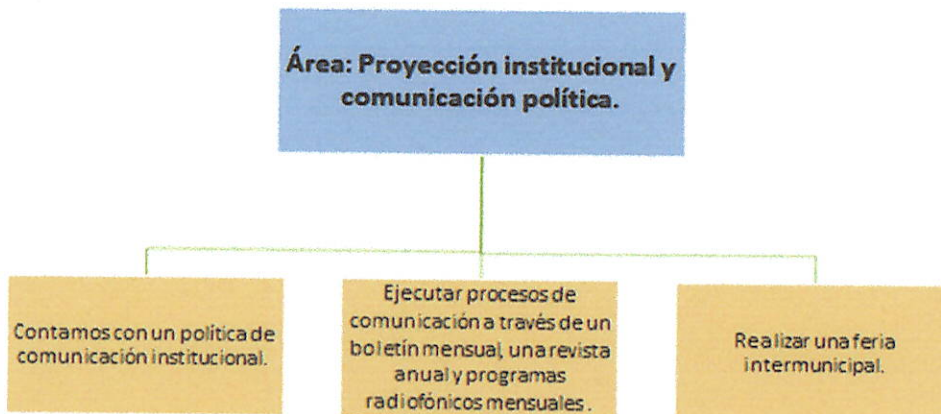 Área: Proyección institucional y
comunicación política.
Contamos con un política de
comunicación institucional.
Ejecutar procesos de
comunicación a través de un
boletín mensual, una revista
anual y programas
radiofónicos mensuales.
Realizar una feria
intermunicipal.